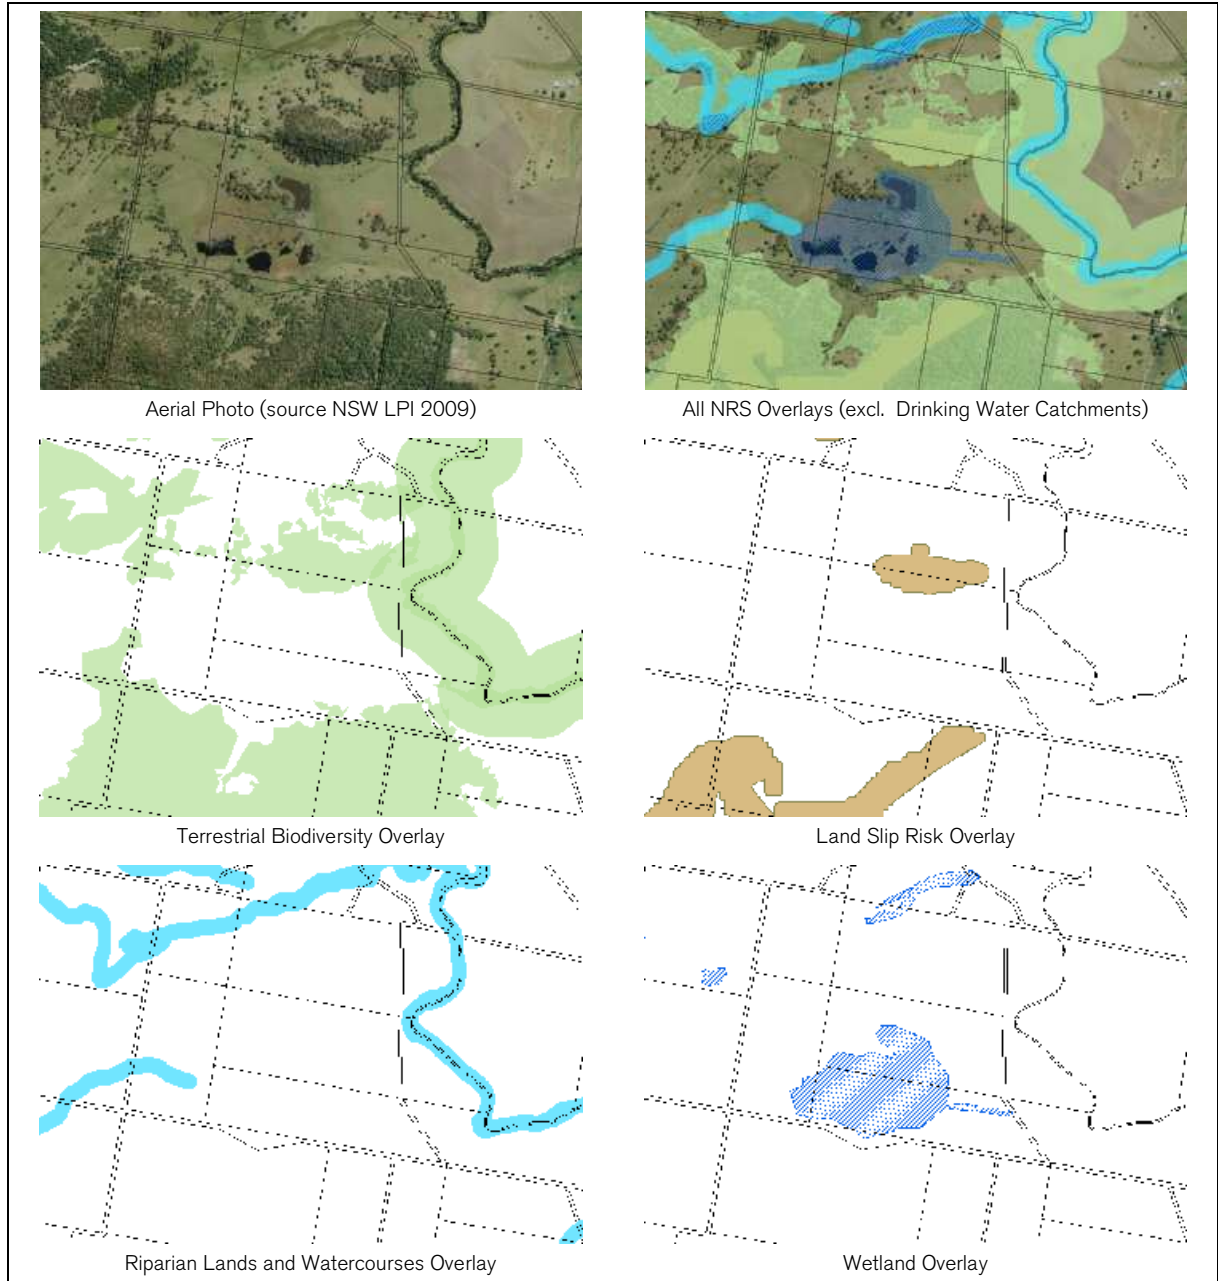 Aerial Photo (source NSW LPI 2009)
All NRS Overlays (excl. Drinking Water Catchments)
Terrestrial Biodiversity Overlay
Land Slip Risk Overlay
Riparian Lands and Watercourses Overlay
Wetland Overlay